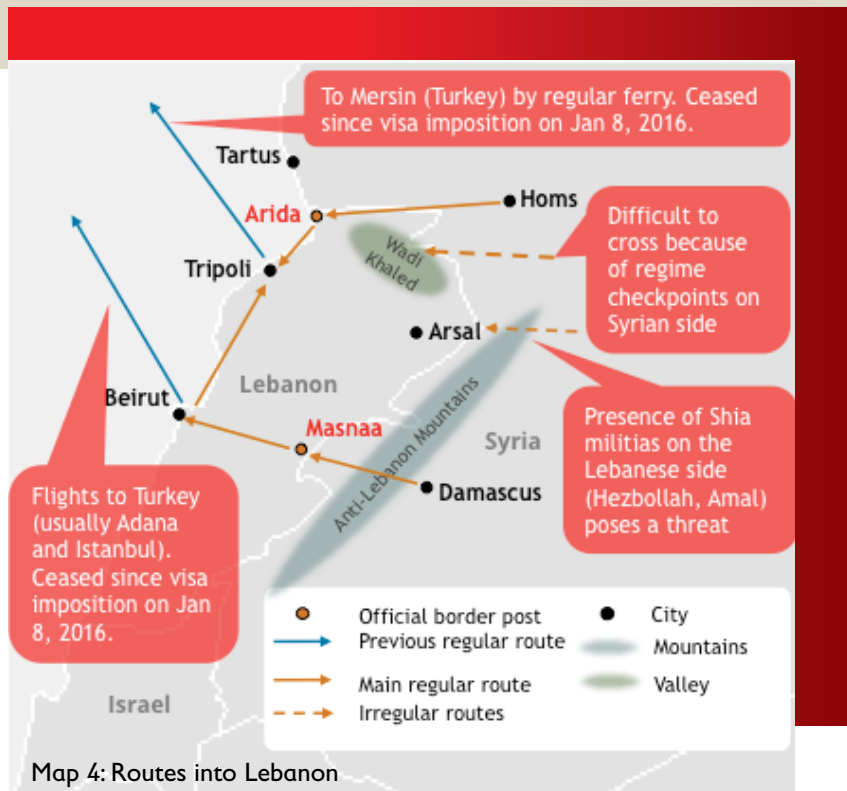 To Mersin (Turkey) by regular ferry. Ceased
since visa imposition on Jan 8, 2016.
Tartus
Homs
Arida
Difficult to
cross because
of regime
checkpoints on
Syrian side
Wadi
Khaled
Tripoli
Arsal
Lebanon
Beirut
Masnaa
Syria
Anti-Lebanon Mountains
Damascus
Presence of Shia
militias on the
Lebanese side
(Hezbollah, Amal)
poses a threat
Flights to Turkey
(usually Adana
and Istanbul).
Ceased since visa
imposition on Jan
8, 2016.
Israel
Official border post
Previous regular route
Main regular route
Irregular routes
City
Mountains
Valley
Map 4: Routes into Lebanon